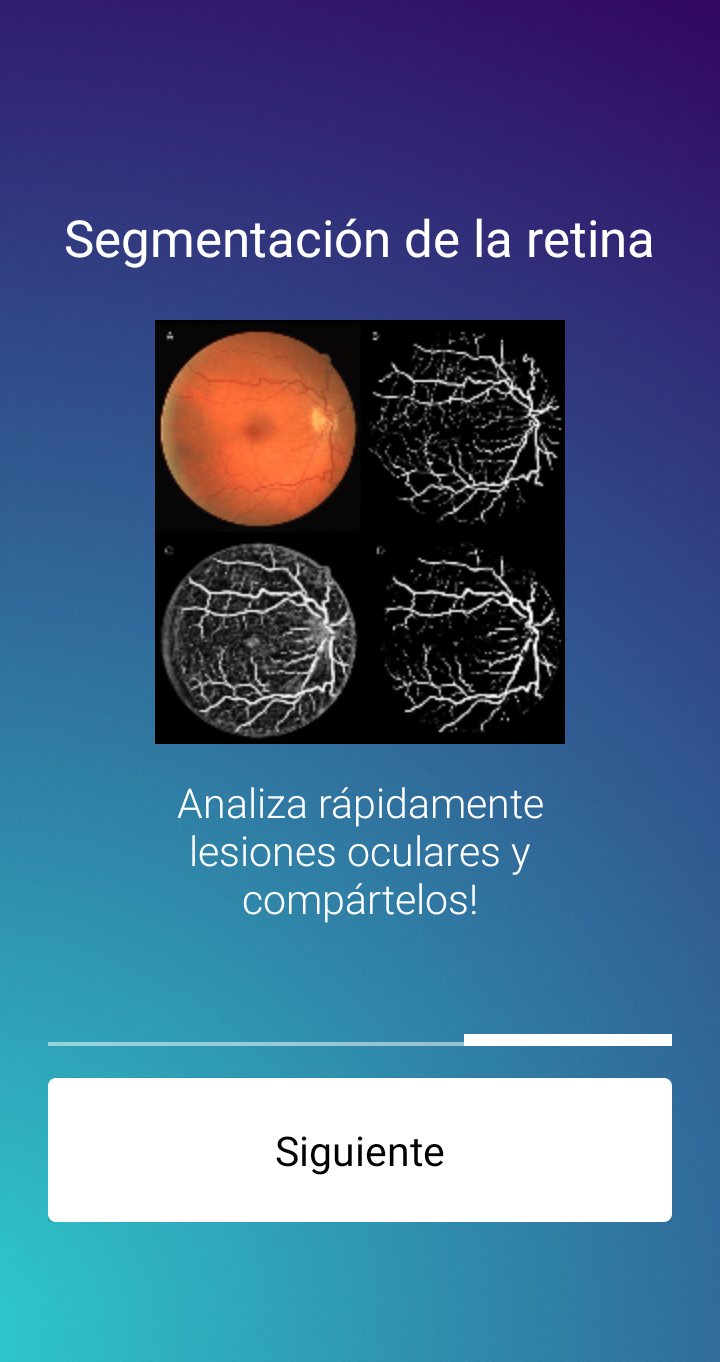 Segmentación de la retina
A
B
C
D
Analiza rápidamente
lesiones oculares y
compártelos!
Siguiente